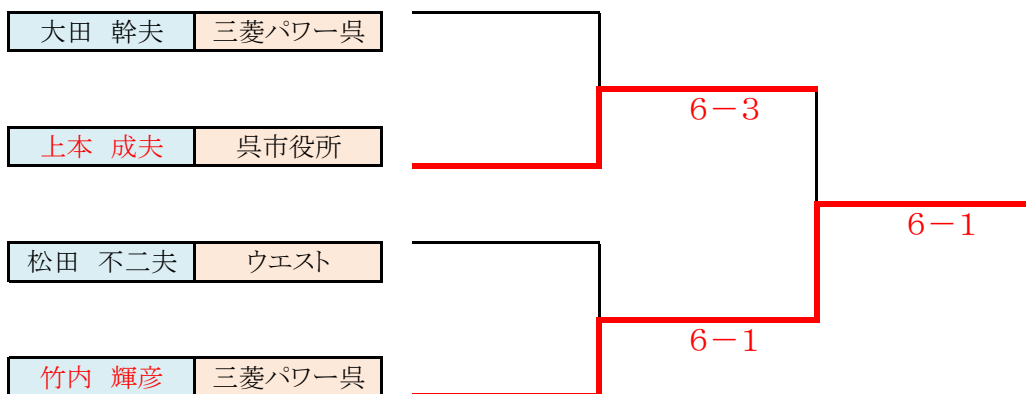 大田 幹夫 三菱パワー呉
6－3
上本 成夫 呉市役所
6－1
松田 不二夫 ウエスト
6－1
竹内 輝彦 三菱パワー呉